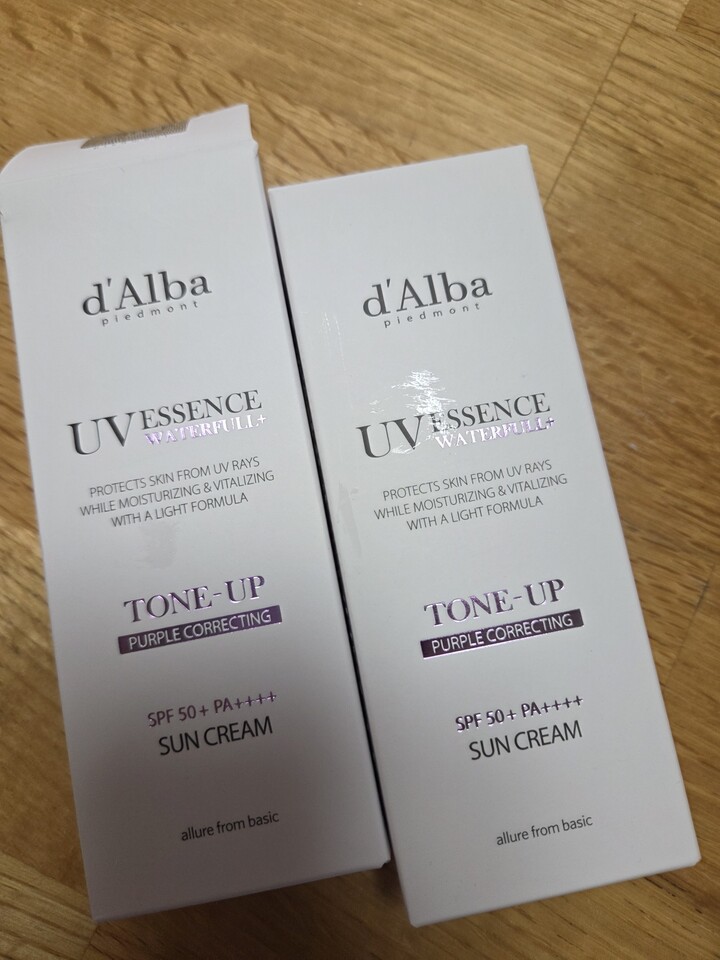 d'Alba
piedmont
UV ESSENCE
WATERFULL+
PROTECTS SKIN FROM UV RAYS
WHILE MOISTURIZING & VITALIZING
WITH A LIGHT FORMULA
TONE-UP
PURPLE CORRECTING
SPF 50+ PA++++
SUN CREAM
allure from basic
d'Alba
piedmont
UV ESSENCE
WATERFULL+
PROTECTS SKIN FROM UV RAYS
WHILE MOISTURIZING & VITALIZING
WITH A LIGHT FORMULA
TONE-UP
PURPLE CORRECTING
SPF 50+ PA++++
SUN CREAM
allure from basic